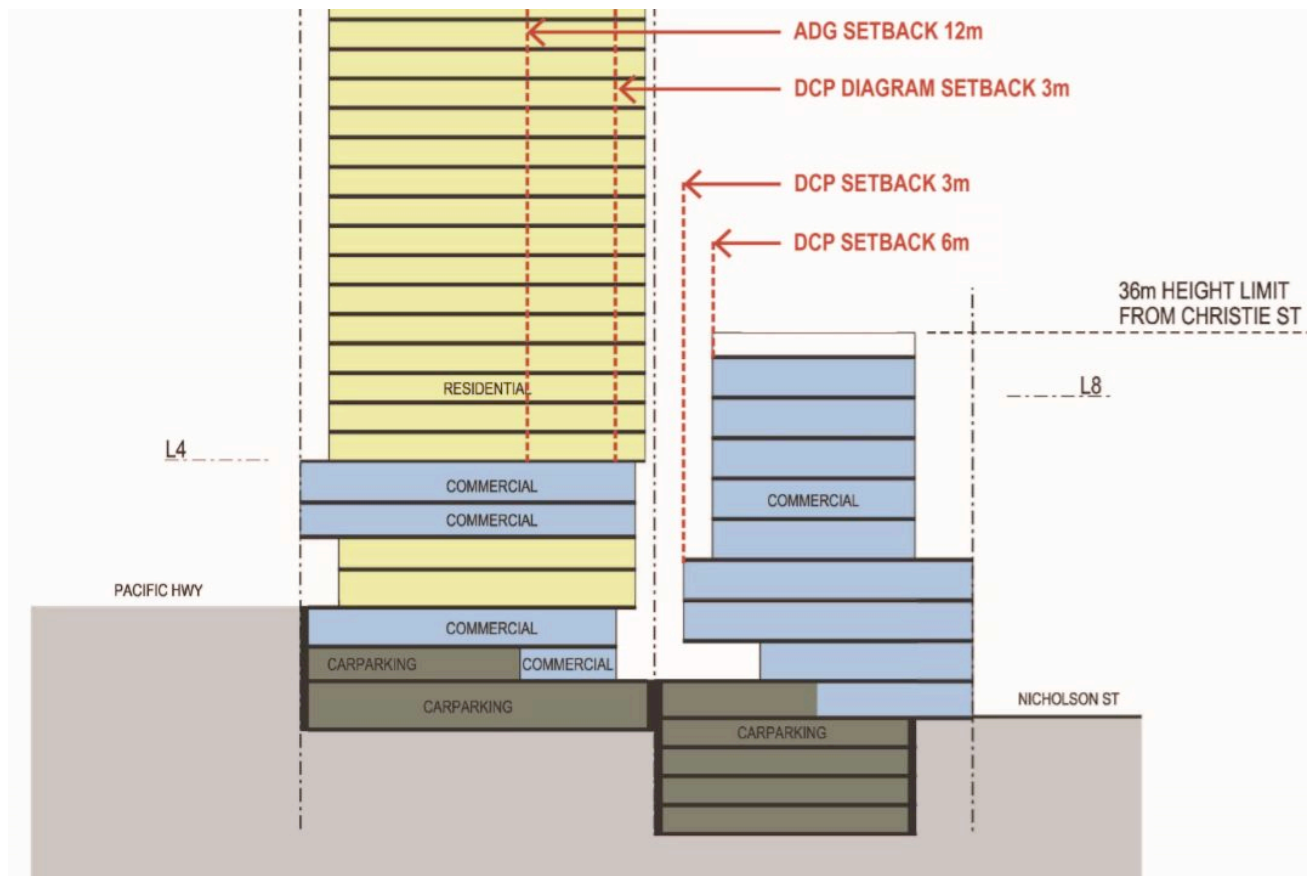 ADG SETBACK 12m
DCP DIAGRAM SETBACK 3m
DCP SETBACK 3m
DCP SETBACK 6m
36m HEIGHT LIMIT
FROM CHRISTIE ST
RESIDENTIAL
L8
L4
COMMERCIAL
COMMERCIAL
COMMERCIAL
PACIFIC HWY
COMMERCIAL
CARPARKING
COMMERCIAL
CARPARKING
NICHOLSON ST
CARPARKING